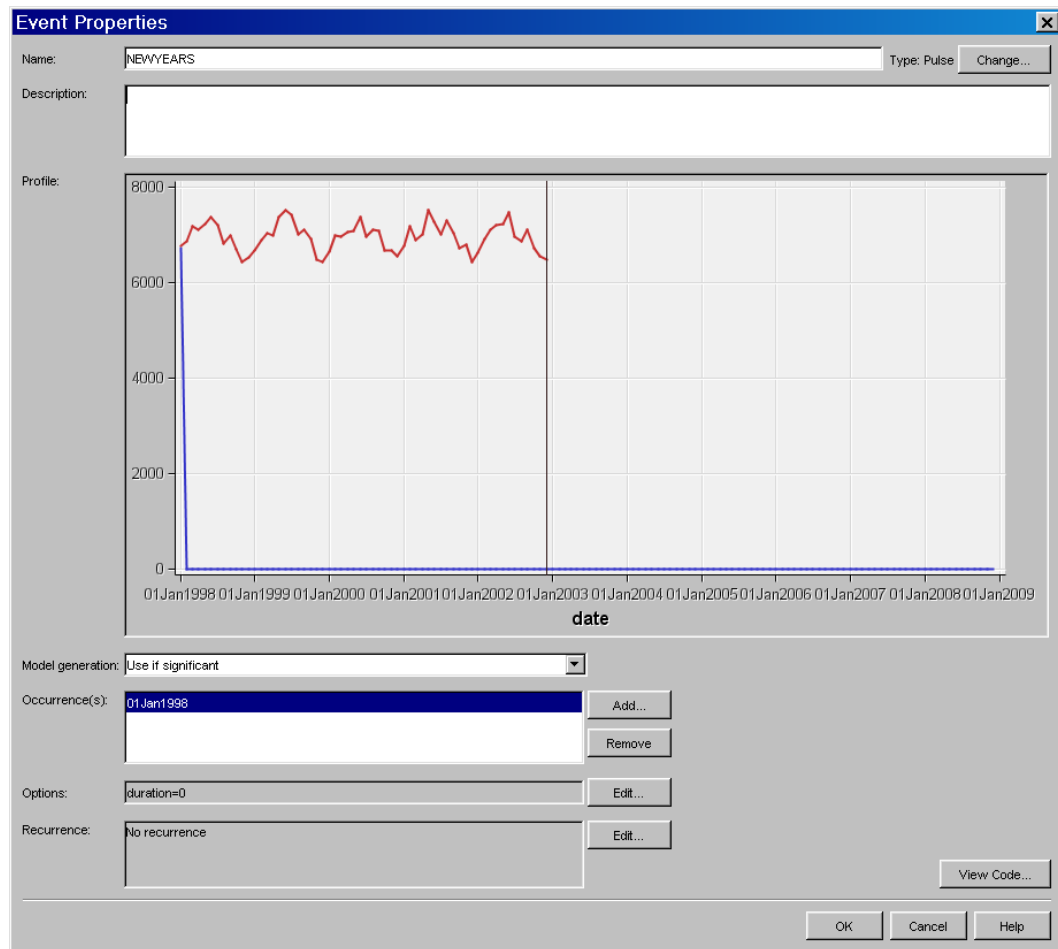 Event Properties
Name: NEWYEARS Type: Pulse Change...
Description:
Profile:
8000
6000
4000
2000
0
01Jan1998 01Jan1999 01Jan2000 01Jan2001 01Jan2002 01Jan2003 01Jan2004 01Jan2005 01Jan2006 01Jan2007 01Jan2008 01Jan2009
date
Model generation: Use if significant
Occurrence(s): 01Jan1998 Add...
Remove
Options: duration=0 Edit...
Recurrence: No recurrence Edit...
View Code...
OK Cancel Help